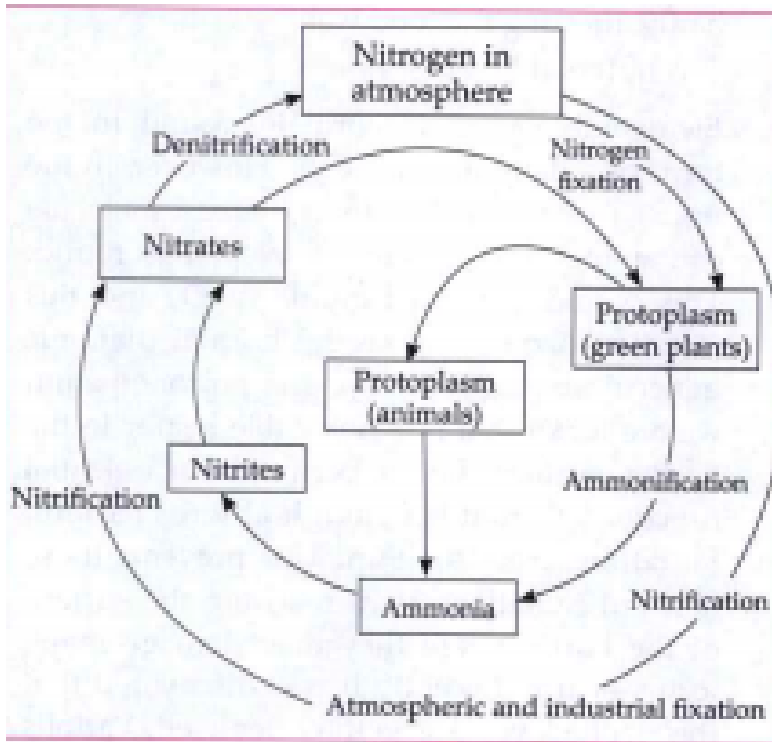 Nitrogen in
atmosphere
Denitrification
Nitrogen
fixation
Nitrates
Protoplasm
(green plants)
Protoplasm
(animals)
Nitrites
Nitrification
Ammonification
Ammonia
Nitrification
Atmospheric and industrial fixation